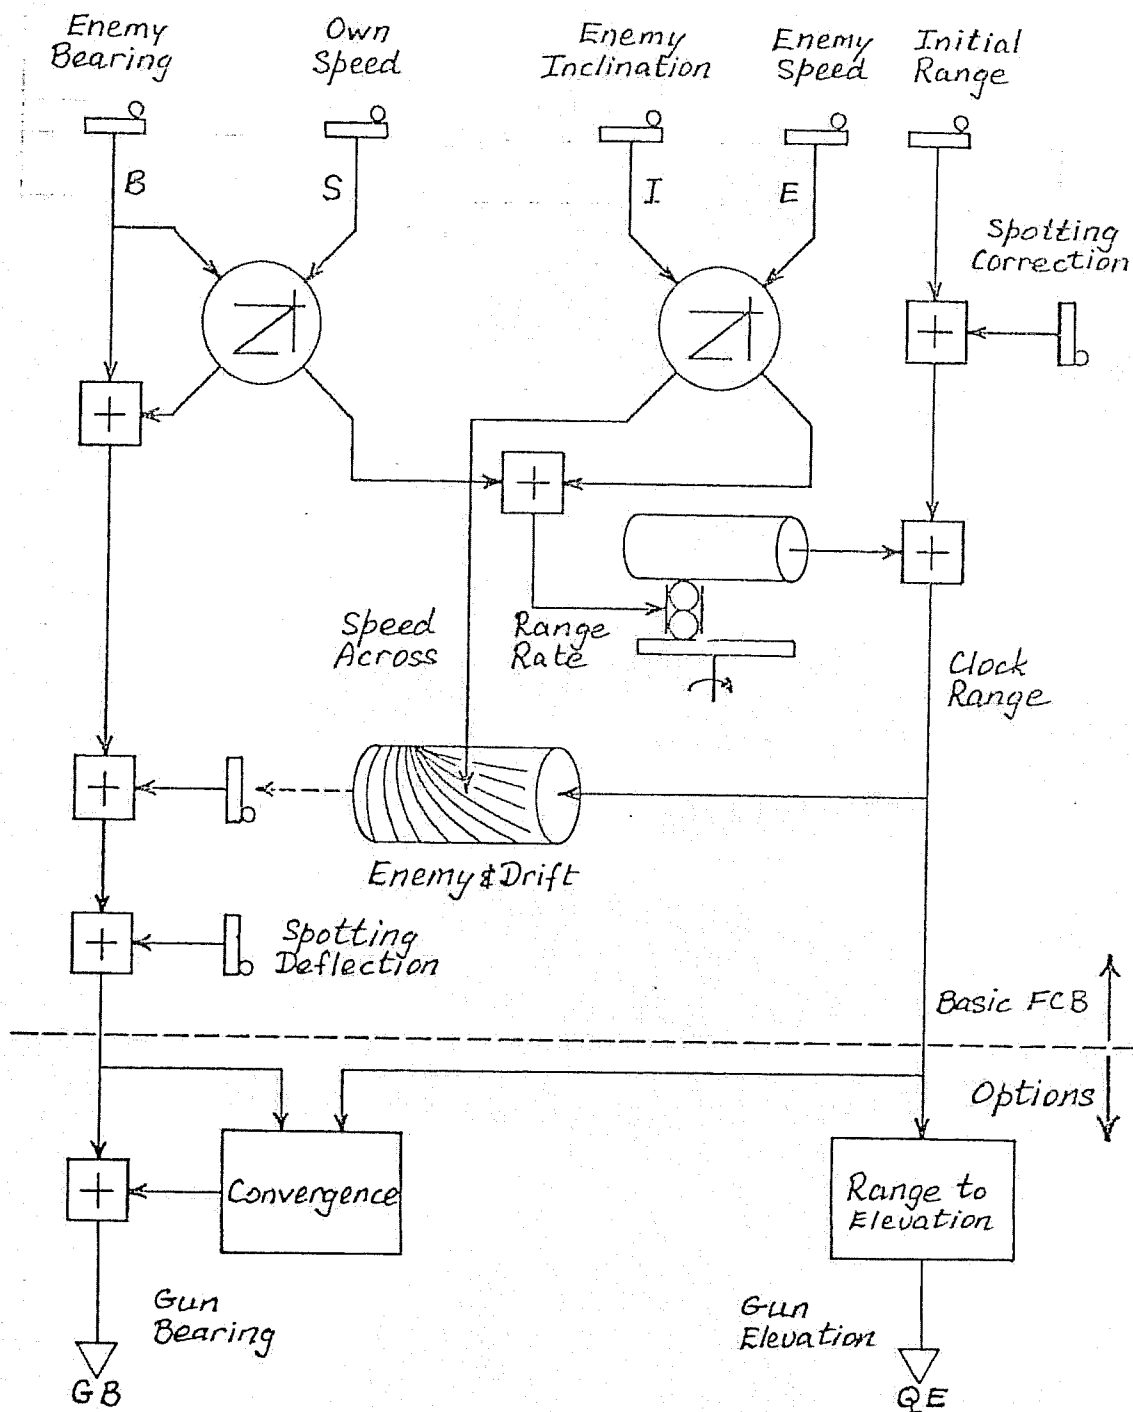 Enemy
Bearing
Own
Speed
Enemy
Inclination
Enemy
Speed
Initial
Range
B
S
I
E
Spotting
Correction
Speed
Across
Range
Rate
Clock
Range
Enemy & Drift
Spotting
Deflection
Basic FCB
Options
Convergence
Range to
Elevation
Gun
Bearing
Gun
Elevation
GB
QE